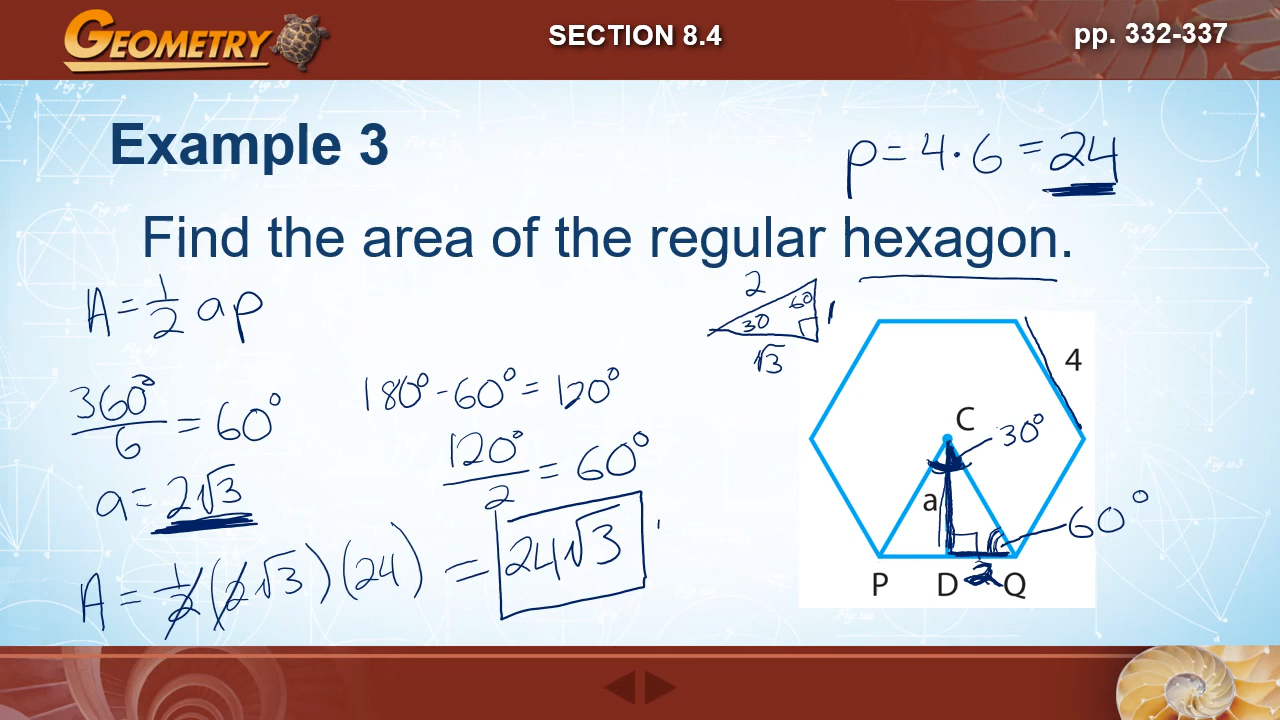 GEOMETRY
SECTION 8.4
pp. 332-337
Example 3
p = 4 · 6 = 24
Find the area of the regular hexagon.
A = 1/2 ap
2
60
30
1
√3
360°/6 = 60°
180° - 60° = 120°
120°/2 = 60°
a = 2√3
A = 1/2 (2√3)(24) = 24√3
4
C
30°
a
60°
P D 2 Q